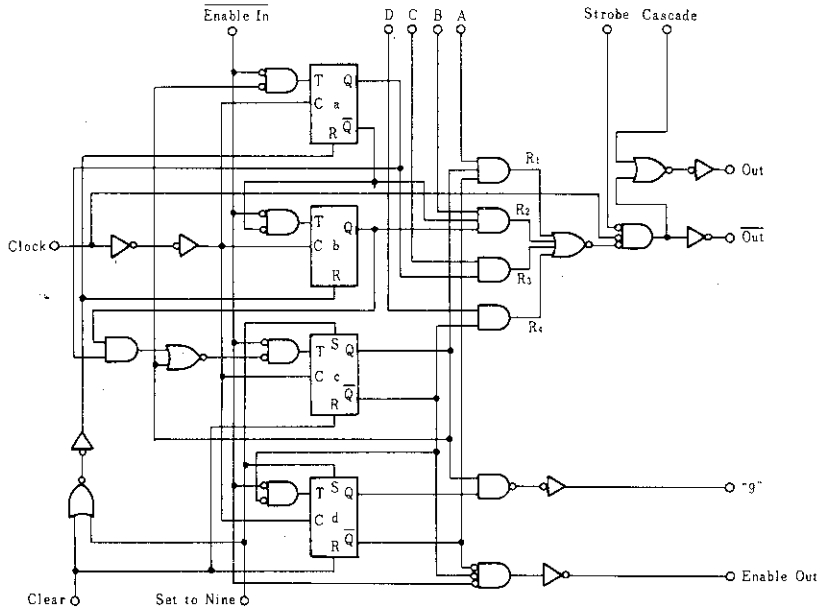 Enable In D C B A Strobe Cascade
T Q
C a
R Q
R1
Out
T Q
R2
Clock
C b
Out
R
R3
R4
S
T Q
C c Q
R
S
T Q
"9"
C d Q
R
Enable Out
Clear Set to Nine